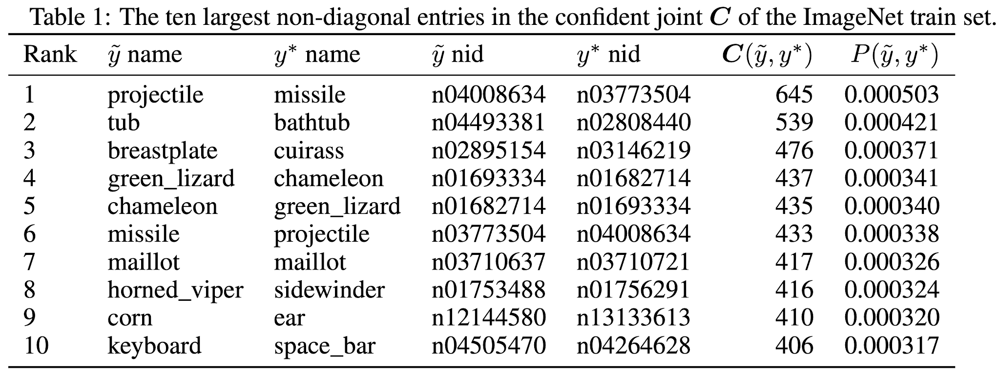 Table 1: The ten largest non-diagonal entries in the confident joint C of the ImageNet train set.
Rank ỹ name y* name ỹ nid y* nid C(ỹ, y*) P(ỹ, y*)
1 projectile missile n04008634 n03773504 645 0.000503
2 tub bathtub n04493381 n02808440 539 0.000421
3 breastplate cuirass n02895154 n03146219 476 0.000371
4 green_lizard chameleon n01693334 n01682714 437 0.000341
5 chameleon green_lizard n01682714 n01693334 435 0.000340
6 missile projectile n03773504 n04008634 433 0.000338
7 maillot maillot n03710637 n03710721 417 0.000326
8 horned_viper sidewinder n01753488 n01756291 416 0.000324
9 corn ear n12144580 n13133613 410 0.000320
10 keyboard space_bar n04505470 n04264628 406 0.000317